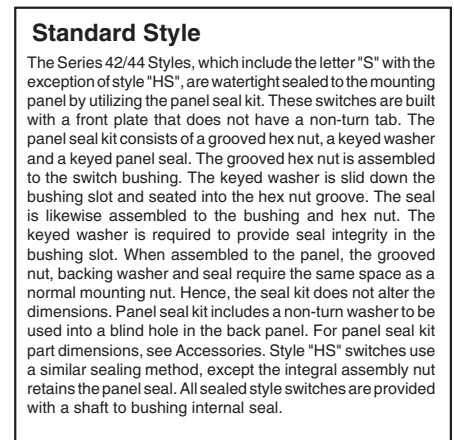 Standard Style
The Series 42/44 Styles, which include the letter "S" with the
exception of style "HS", are watertight sealed to the mounting
panel by utilizing the panel seal kit. These switches are built
with a front plate that does not have a non-turn tab. The
panel seal kit consists of a grooved hex nut, a keyed washer
and a keyed panel seal. The grooved hex nut is assembled
to the switch bushing. The keyed washer is slid down the
bushing slot and seated into the hex nut groove. The seal
is likewise assembled to the bushing and hex nut. The
keyed washer is required to provide seal integrity in the
bushing slot. When assembled to the panel, the grooved
nut, backing washer and seal require the same space as a
normal mounting nut. Hence, the seal kit does not alter the
dimensions. Panel seal kit includes a non-turn washer to be
used into a blind hole in the back panel. For panel seal kit
part dimensions, see Accessories. Style "HS" switches use
a similar sealing method, except the integral assembly nut
retains the panel seal. All sealed style switches are provided
with a shaft to bushing internal seal.